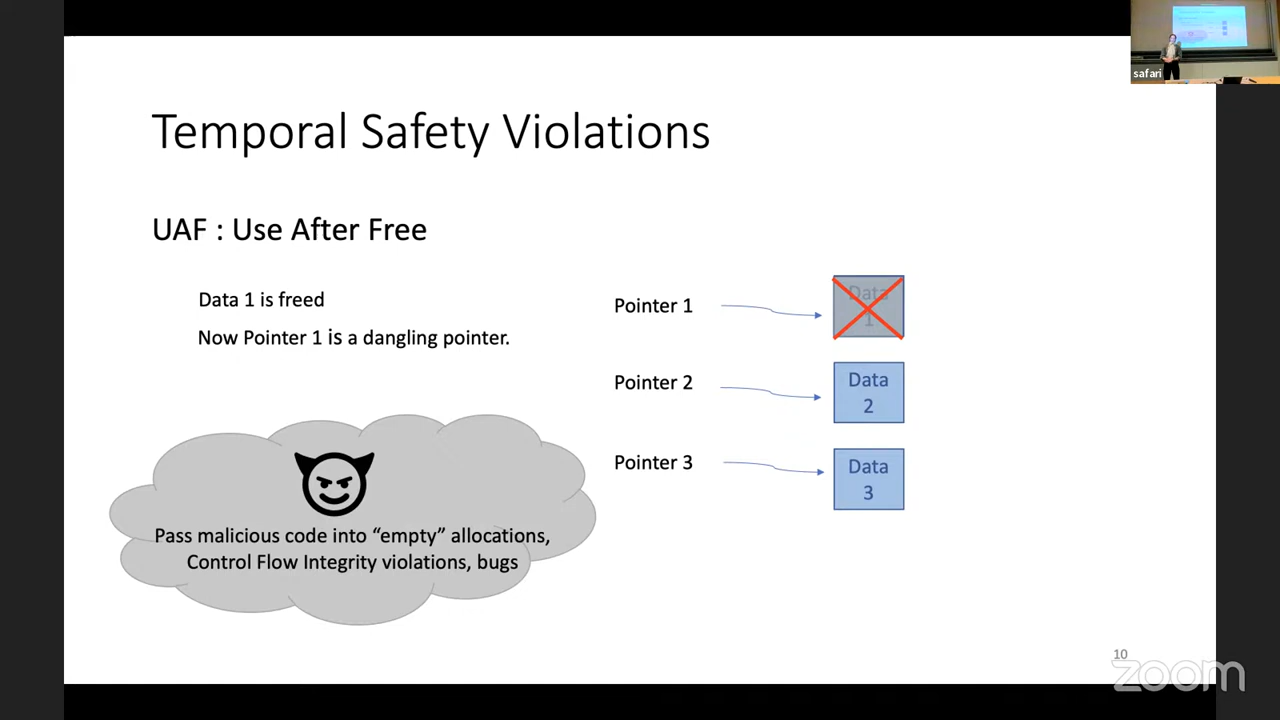 safari
Temporal Safety Violations
UAF : Use After Free
Data 1 is freed
Now Pointer 1 is a dangling pointer.
Pointer 1
Data
1
Pointer 2
Data
2
Pointer 3
Data
3
Pass malicious code into “empty” allocations,
Control Flow Integrity violations, bugs
10
zoom